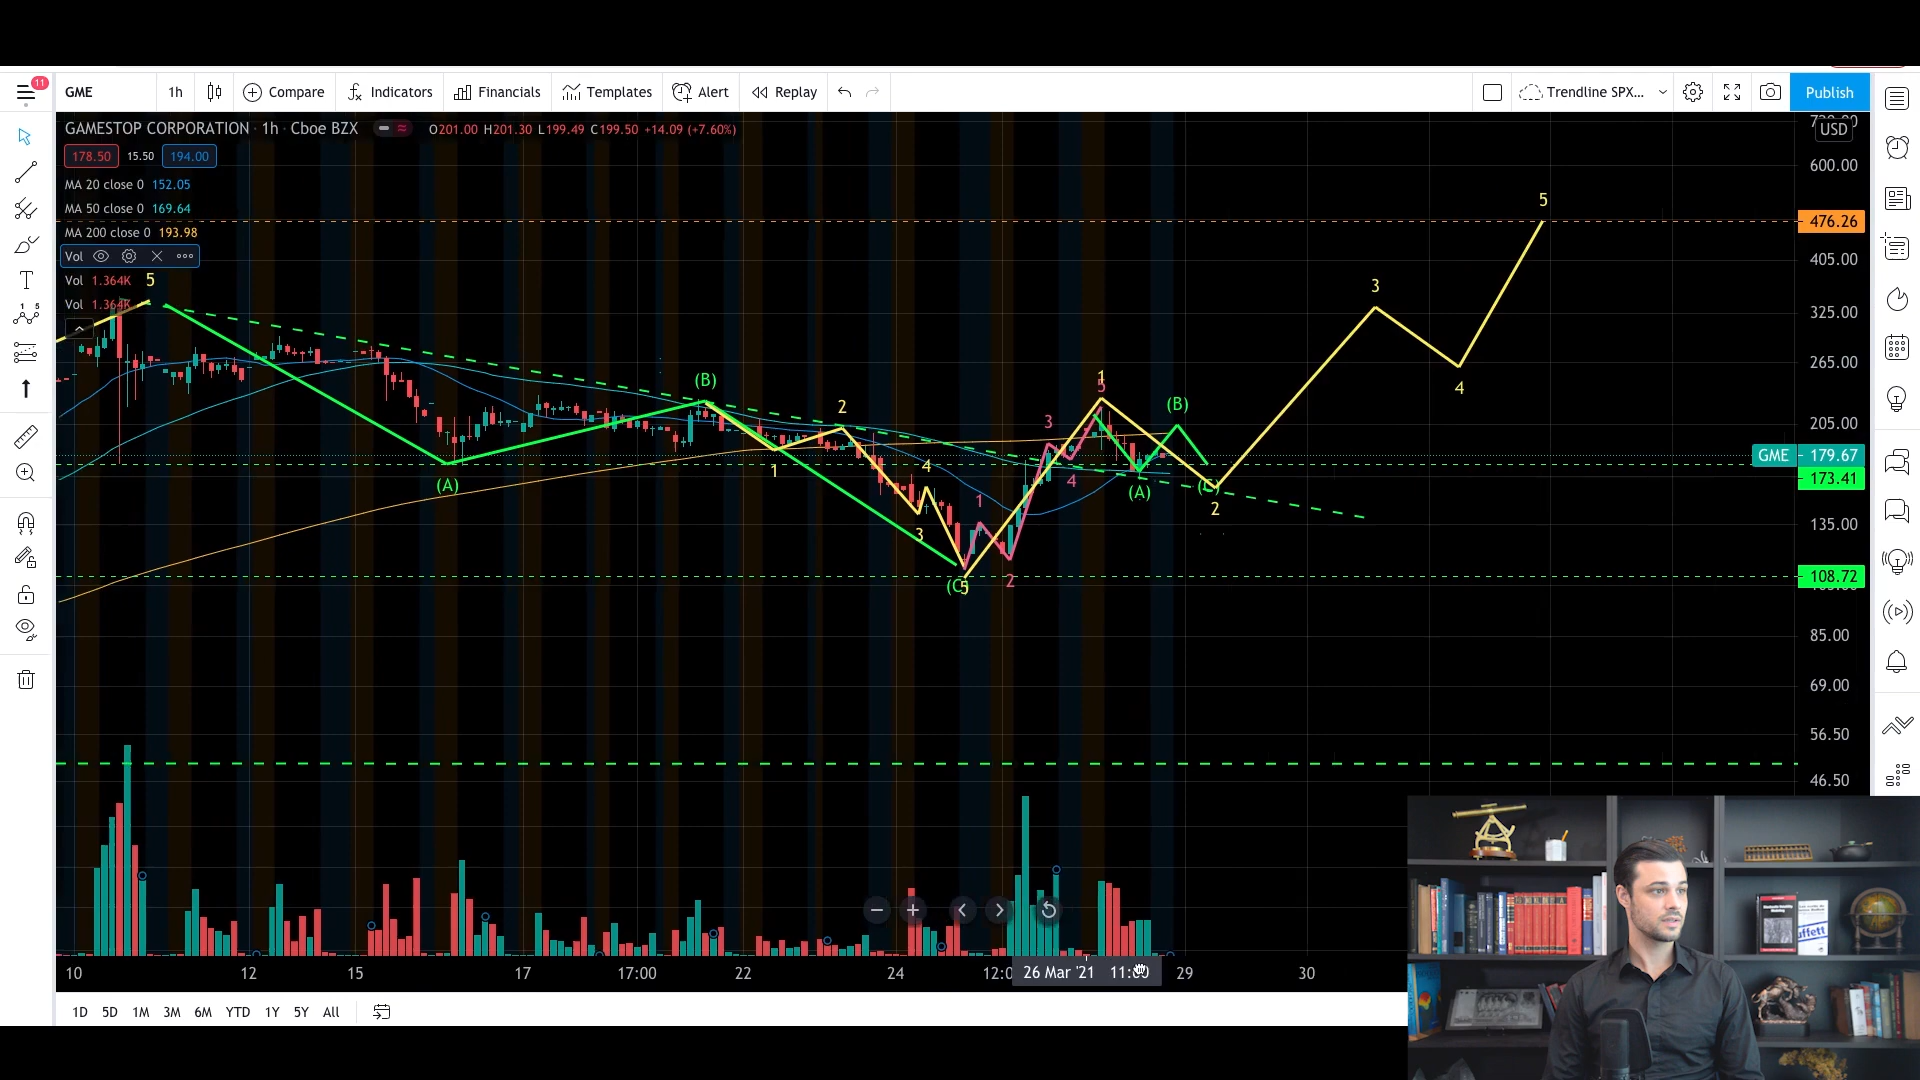 11
GME 1h Compare Indicators Financials Templates Alert Replay Trendline SPX... Publish
GAMESTOP CORPORATION · 1h · Cboe BZX O201.00 H201.30 L199.49 C199.50 +14.09 (+7.60%)
USD
178.50 15.50 194.00
600.00
MA 20 close 0 152.05
5
MA 50 close 0 169.64
476.26
MA 200 close 0 193.98
Vol
405.00
Vol 1.364K 5
3
Vol 1.364K
325.00
265.00
(B) 1 4
5
2 (B)
3 205.00
GME 179.67
1 4 4
(A) (A) (C) 173.41
1 2
135.00
3
108.72
(C) 5 2
85.00
69.00
56.50
46.50
10 12 15 17 17:00 22 24 12:0 26 Mar '21 11:00 29 30
1D 5D 1M 3M 6M YTD 1Y 5Y All